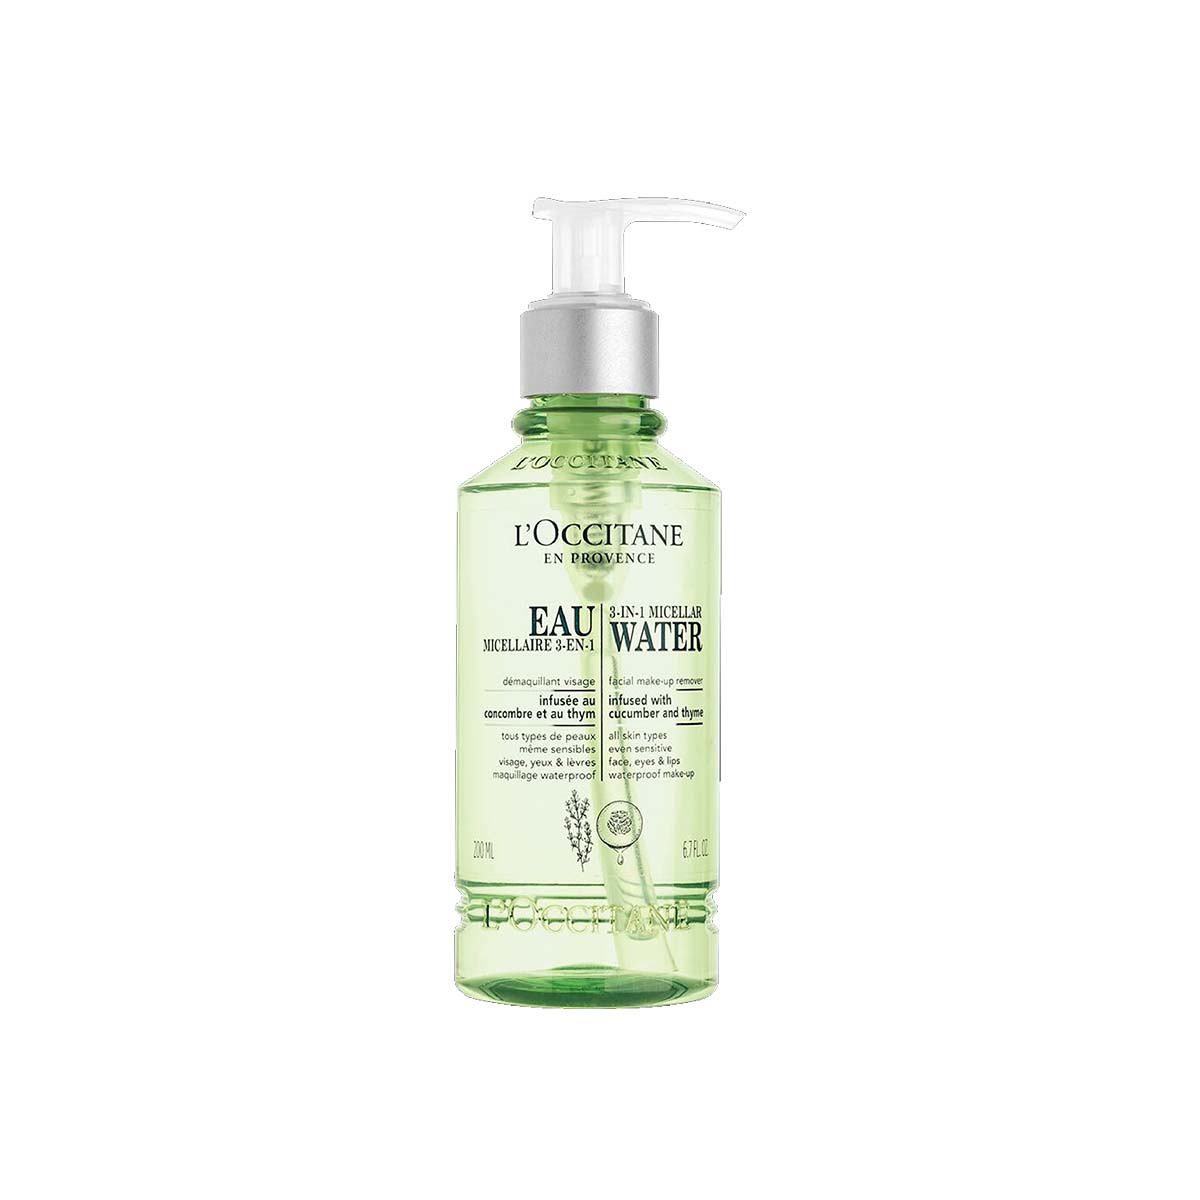 L'OCCITANE
L'OCCITANE
EN PROVENCE
EAU
MICELLAIRE 3-EN-1
démaquillant visage
infusée au
concombre et au thym
tous types de peaux
même sensibles
visage, yeux & lèvres
maquillage waterproof
3-IN-1 MICELLAR
WATER
facial make-up remover
infused with
cucumber and thyme
all skin types
even sensitive
face, eyes & lips
waterproof make-up
200 ML
6.7 FL. OZ.
L'OCCITANE